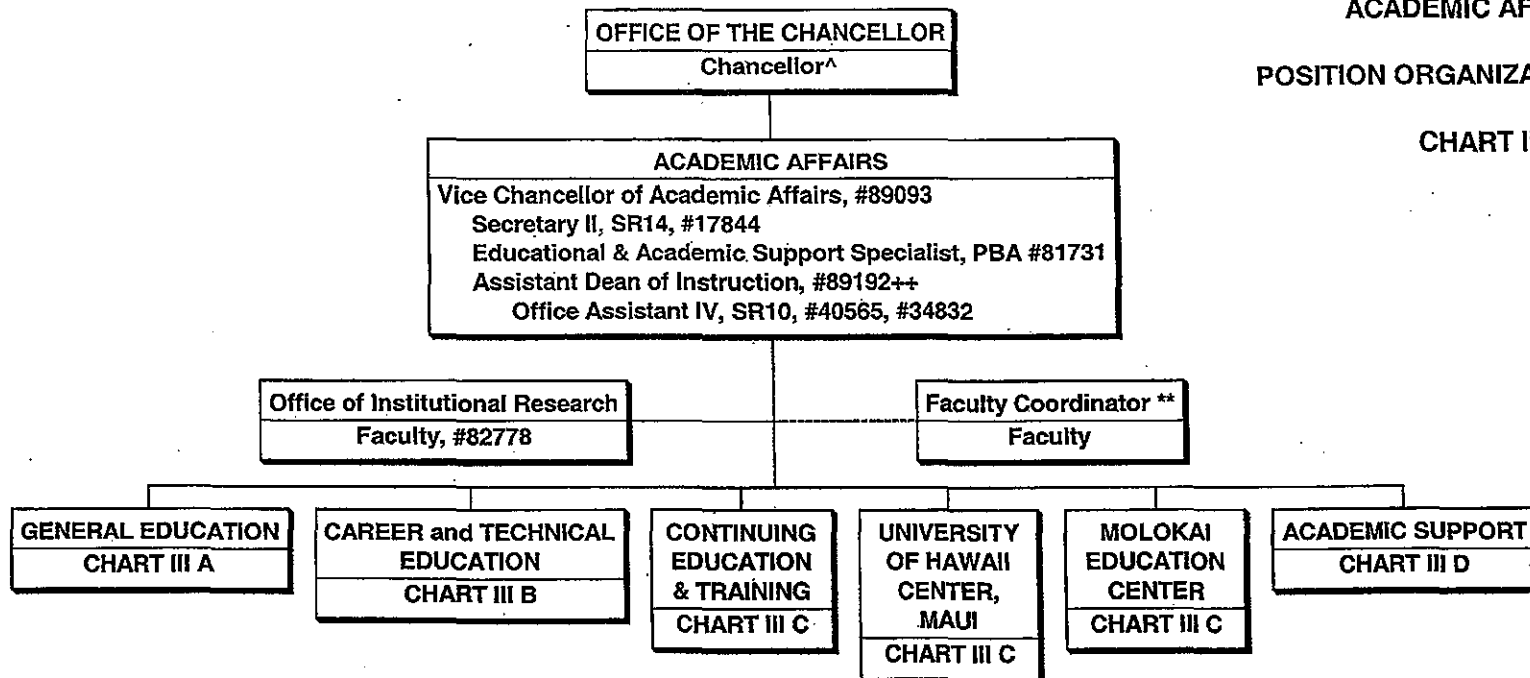 ACADEMIC
POSITION
CHART
OFFICE OF THE CHANCELLOR
Chancellor^
ACADEMIC AFFAIRS
Vice Chancellor of Academic Affairs, #89093
Secretary II, SR14, #17844
Educational & Academic Support Specialist, PBA #81731
Assistant Dean of Instruction, #89192++
Office Assistant IV, SR10, #40565, #34832
Office of Institutional Research
Faculty, #82778
Faculty Coordinator **
Faculty
GENERAL EDUCATION
CHART III A
CAREER and TECHNICAL
EDUCATION
CHART III B
CONTINUING
EDUCATION
& TRAINING
CHART III C
UNIVERSITY
OF HAWAII
CENTER,
MAUI
CHART III C
MOLOKAI
EDUCATION
CENTER
CHART III C
ACADEMIC SUPPORT
CHART III D